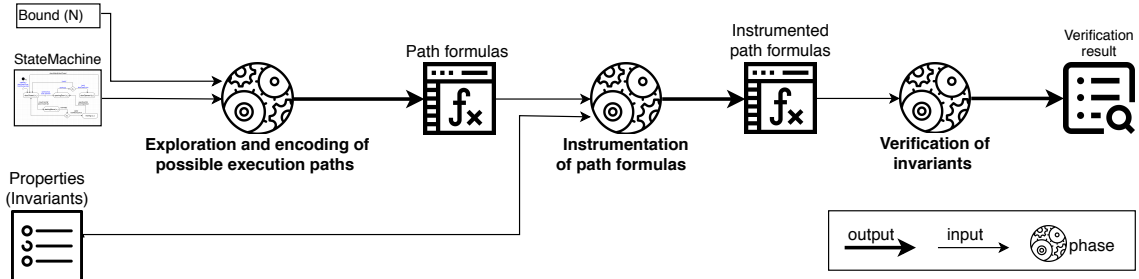 Bound (N)
StateMachine
Path formulas
Instrumented
path formulas
Verification
result
Exploration and encoding of
possible execution paths
Instrumentation
of path formulas
Verification of
invariants
Properties
(Invariants)
output
input
phase